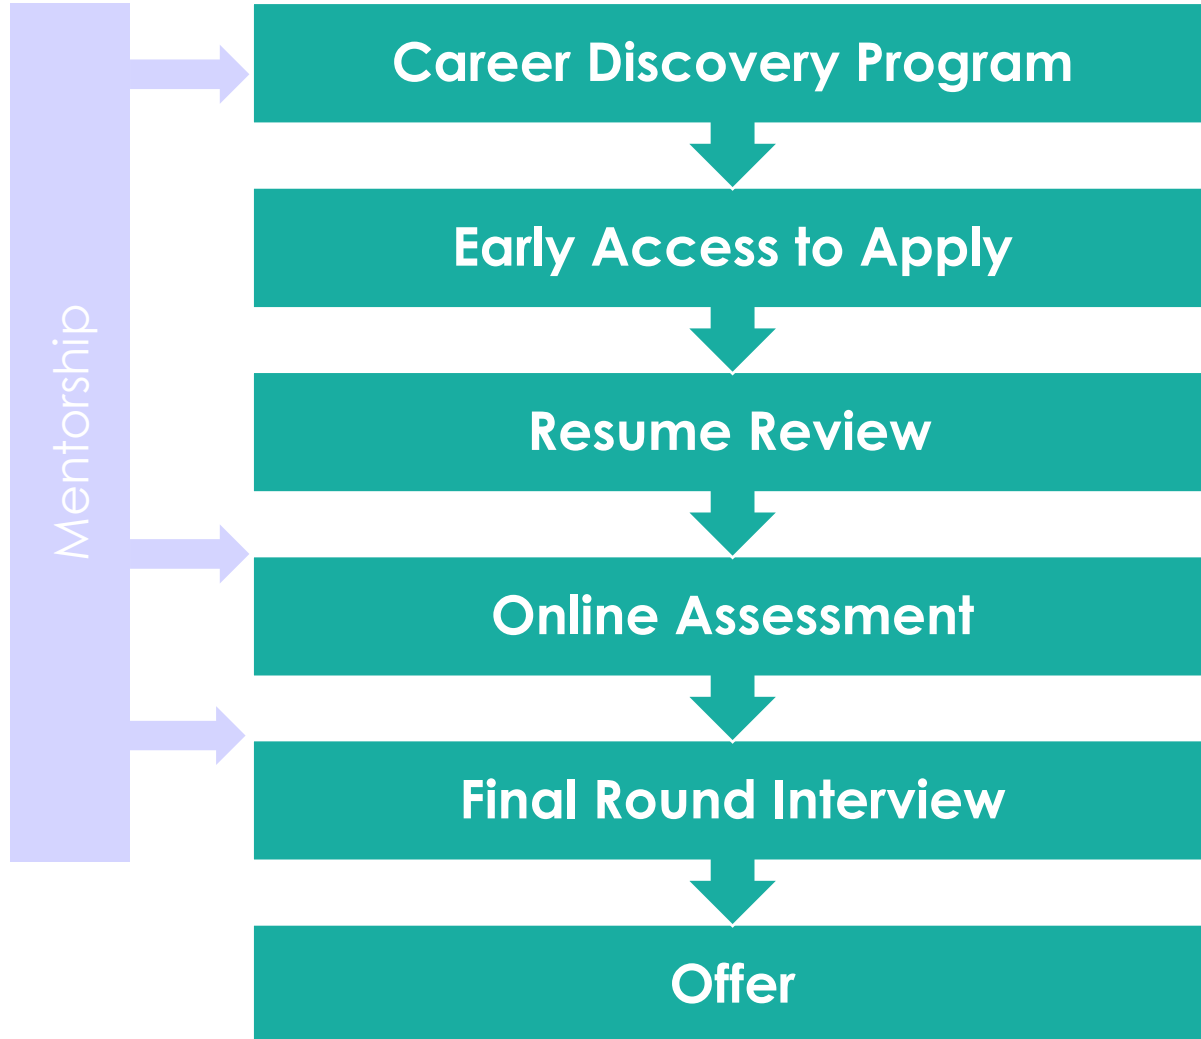 Career Discovery Program
Early Access to Apply
Resume Review
Online Assessment
Final Round Interview
Offer
Mentorship